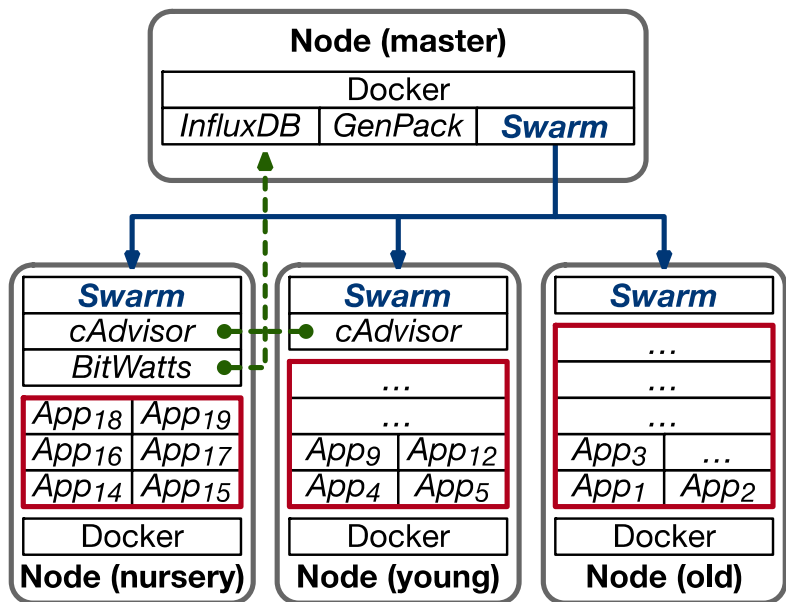 Node (master)
Docker
InfluxDB GenPack Swarm
Swarm
cAdvisor
BitWatts
App18 App19
App16 App17
App14 App15
Docker
Node (nursery)
Swarm
cAdvisor
...
...
App9 App12
App4 App5
Docker
Node (young)
Swarm
...
...
...
App3 ...
App1 App2
Docker
Node (old)